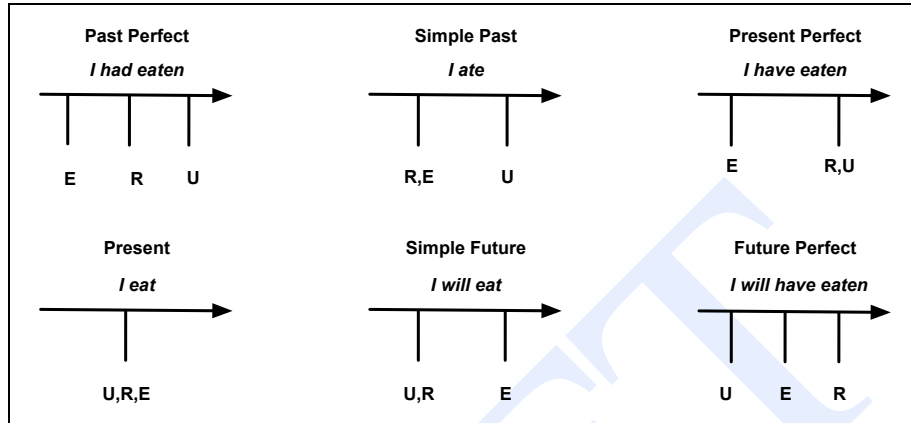 Past Perfect
I had eaten
E R U
Simple Past
I ate
R,E U
Present Perfect
I have eaten
E R,U
Present
I eat
U,R,E
Simple Future
I will eat
U,R E
Future Perfect
I will have eaten
U E R